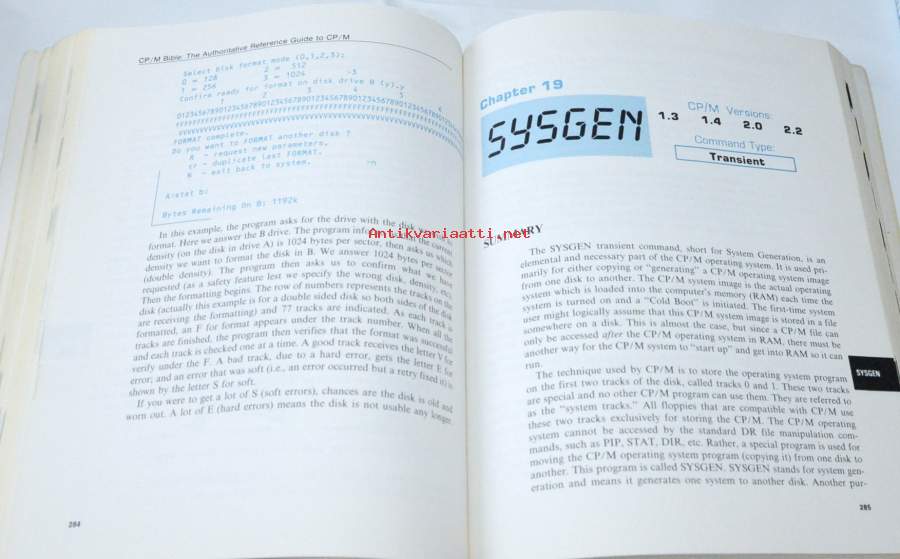 CP/M Bible: The Authoritative Reference Guide to CP/M
Select disk format mode (0,1,2,3):
0 = 128 2 = 512
1 = 256 3 = 1024 -3
Confirm ready for format on disk drive B (y).y
1 2 3 4 5 6
FORMAT complete.
Do you want to FORMAT another disk ?
R - request new parameters.
cr - duplicate last FORMAT.
- exit back to system. ^n
A:stat b:
Bytes Remaining On B: 1192k
In this example, the program asks for the drive with the disk
format. Here we answer the B drive. The program the current
density (on the disk in drive A) is 1024 bytes per sector, then asks us which
density we want to format the disk in B. We answer 1024 bytes per sector
(double density). The program then asks us to confirm what we have
requested (as a safety feature lest we specify the wrong disk, density, etc).
Then the formatting begins. The row of numbers represents the tracks on the
disk (actually this example is for a double sided disk so both sides of the disk
are receiving the formatting) and 77 tracks are indicated. As each track is
formatted, an F for format appears under the track number. When all the
tracks are finished, the program then verifies that the format was successful
and each track is checked one at a time. A good track receives the letter V for
verify under the F. A bad track, due to a hard error, gets the letter E for
error; and an error that was soft (i.e., an error occurred but a retry fixed it) is
shown by the letter S for soft.
If you were to get a lot of S (soft errors), chances are the disk is old and
worn out. A lot of E (hard errors) means the disk is not usable any longer.
284
Chapter 19
SYSGEN
CP/M Versions:
1.3 1.4 2.0 2.2
Command Type:
Transient
SUMMARY
The SYSGEN transient command, short for System Generation, is an
elemental and necessary part of the CP/M operating system. It is used pri-
marily for either copying or “generating” a CP/M operating system image
from one disk to another. The CP/M system image is the actual operating
system which is loaded into the computer's memory (RAM) each time the
system is turned on and a “Cold Boot” is initiated. The first-time system
user might logically assume that this CP/M system image is stored in a file
somewhere on a disk. This is almost the case, but since a CP/M file can
only be accessed after the CP/M operating system in RAM, there must be
another way for the CP/M system to “start up” and get into RAM so it can
run.
The technique used by CP/M is to store the operating system program
on the first two tracks of the disk, called tracks 0 and 1. These two tracks
are special and no other CP/M program can use them. They are referred to
as the “system tracks.” All floppies that are compatible with CP/M use
these two tracks exclusively for storing the CP/M. The CP/M operating
system cannot be accessed by the standard DR file manipulation com-
mands, such as PIP, STAT, DIR, etc. Rather, a special program is used for
moving the CP/M operating system program (copying it) from one disk to
another. This program is called SYSGEN. SYSGEN stands for system gen-
eration and means it generates one system to another disk. Another pur-
285
SYSGEN
Antikvariaatti.net